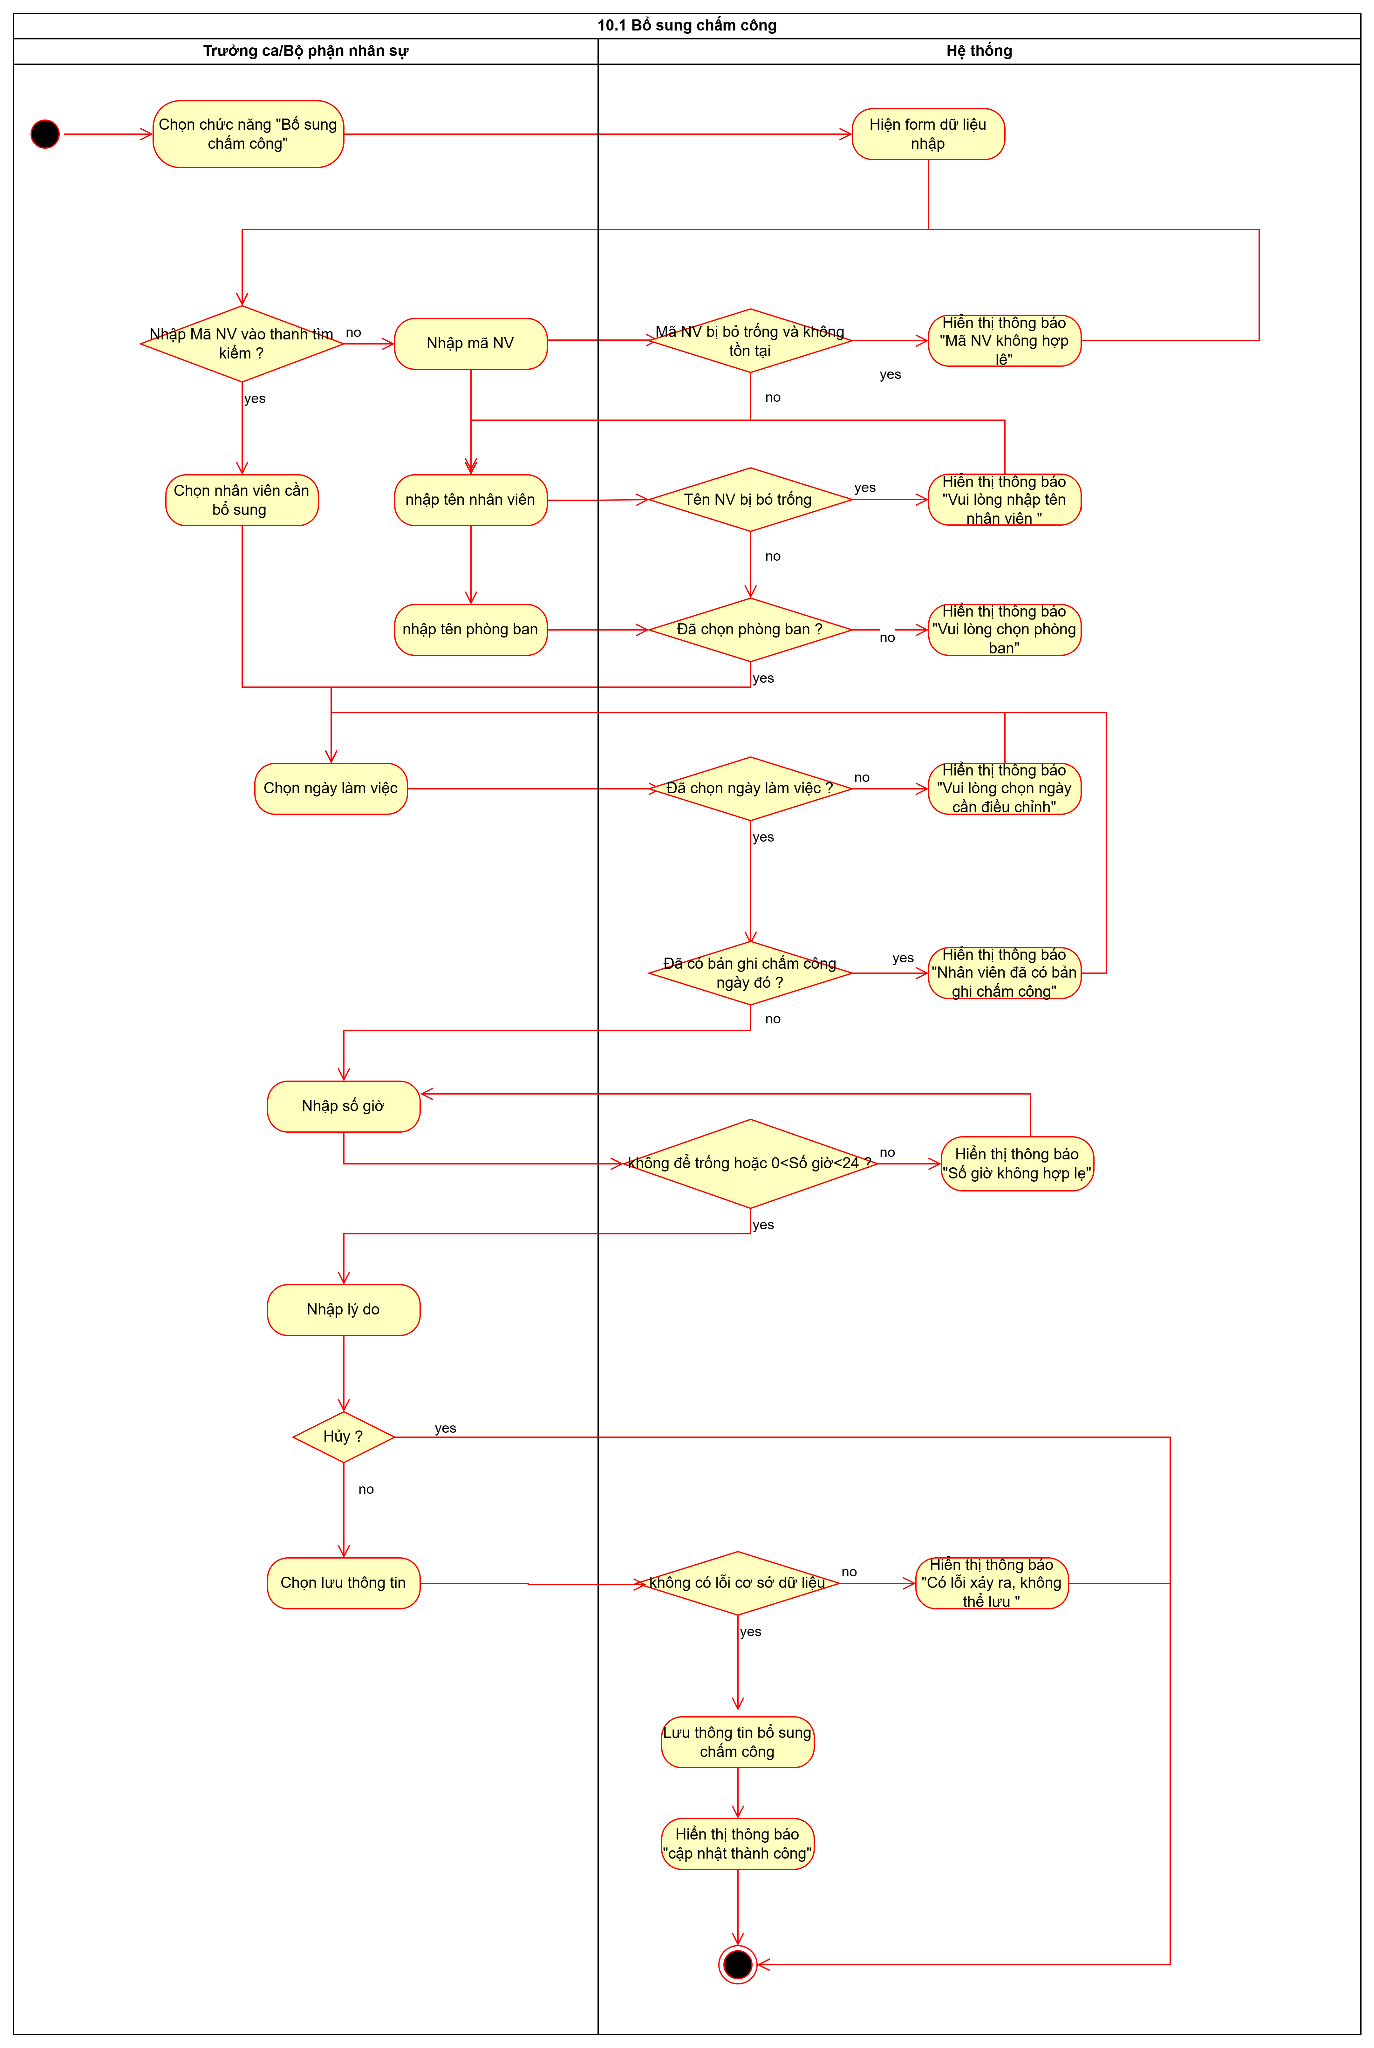 10.1 Bổ sung chấm công
Trưởng ca/Bộ phận nhân sự
Hệ thống
Chọn chức năng "Bổ sung
chấm công"
Hiện form dữ liệu
nhập
Nhập Mã NV vào thanh tìm
kiếm ?
no
yes
Nhập mã NV
Mã NV bị bỏ trống và không
tồn tại
yes
no
Hiển thị thông báo
"Mã NV không hợp
lệ"
Chọn nhân viên cần
bổ sung
nhập tên nhân viên
Tên NV bị bỏ trống
yes
no
Hiển thị thông báo
"Vui lòng nhập tên
nhân viên "
nhập tên phòng ban
Đã chọn phòng ban ?
no
yes
Hiển thị thông báo
"Vui lòng chọn phòng
ban"
Chọn ngày làm việc
Đã chọn ngày làm việc ?
no
yes
Hiển thị thông báo
"Vui lòng chọn ngày
cần điều chỉnh"
Đã có bản ghi chấm công
ngày đó ?
yes
no
Hiển thị thông báo
"Nhân viên đã có bản
ghi chấm công"
Nhập số giờ
không để trống hoặc 0<Số giờ<24 ?
no
yes
Hiển thị thông báo
"Số giờ không hợp lẹ"
Nhập lý do
Hủy ?
yes
no
Chọn lưu thông tin
không có lỗi cơ sở dữ liệu
no
yes
Hiển thị thông báo
"Có lỗi xảy ra, không
thể lưu "
Lưu thông tin bổ sung
chấm công
Hiển thị thông báo
"cập nhật thành công"